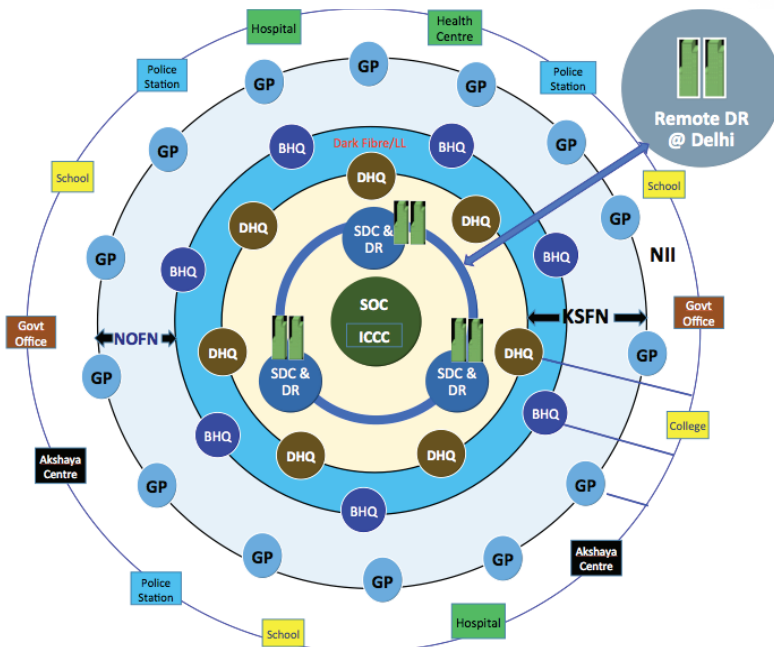 Hospital
Health
Centre
Police
Station
GP
GP
GP
Police
Station
GP
GP
Remote DR
@ Delhi
BHQ
Dark Fibre/LL
BHQ
School
DHQ
School
GP
DHQ
SDC &
DR
DHQ
GP
NII
GP
BHQ
BHQ
SOC
ICCC
Govt
Office
NOFN
KSFN
Govt
Office
DHQ
DHQ
GP
GP
SDC &
DR
SDC &
DR
BHQ
BHQ
College
Akshaya
Centre
DHQ
DHQ
GP
GP
BHQ
Akshaya
Centre
GP
GP
GP
Police
Station
School
Hospital